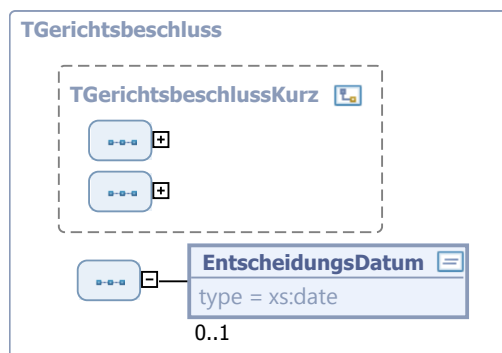 TGerichtsbeschluss
TGerichtsbeschlussKurz
EntscheidungsDatum
type = xs:date
0..1